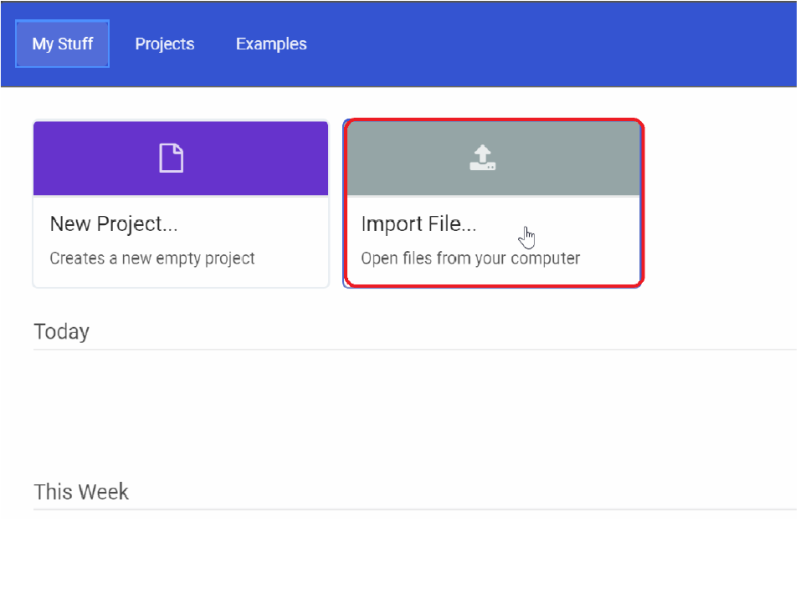 My Stuff Projects Examples
New Project...
Creates a new empty project
Import File...
Open files from your computer
Today
This Week